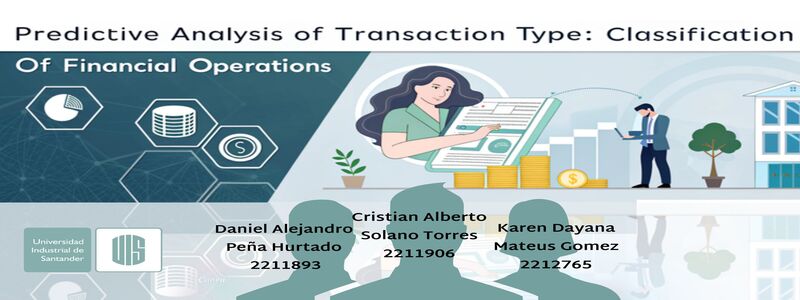 Predictive Analysis of Transaction Type: Classification
Of Financial Operations
Daniel Alejandro
Peña Hurtado
2211893
Cristian Alberto
Solano Torres
2211906
Karen Dayana
Mateus Gomez
2212765
Universidad
Industrial de
Santander
UIS